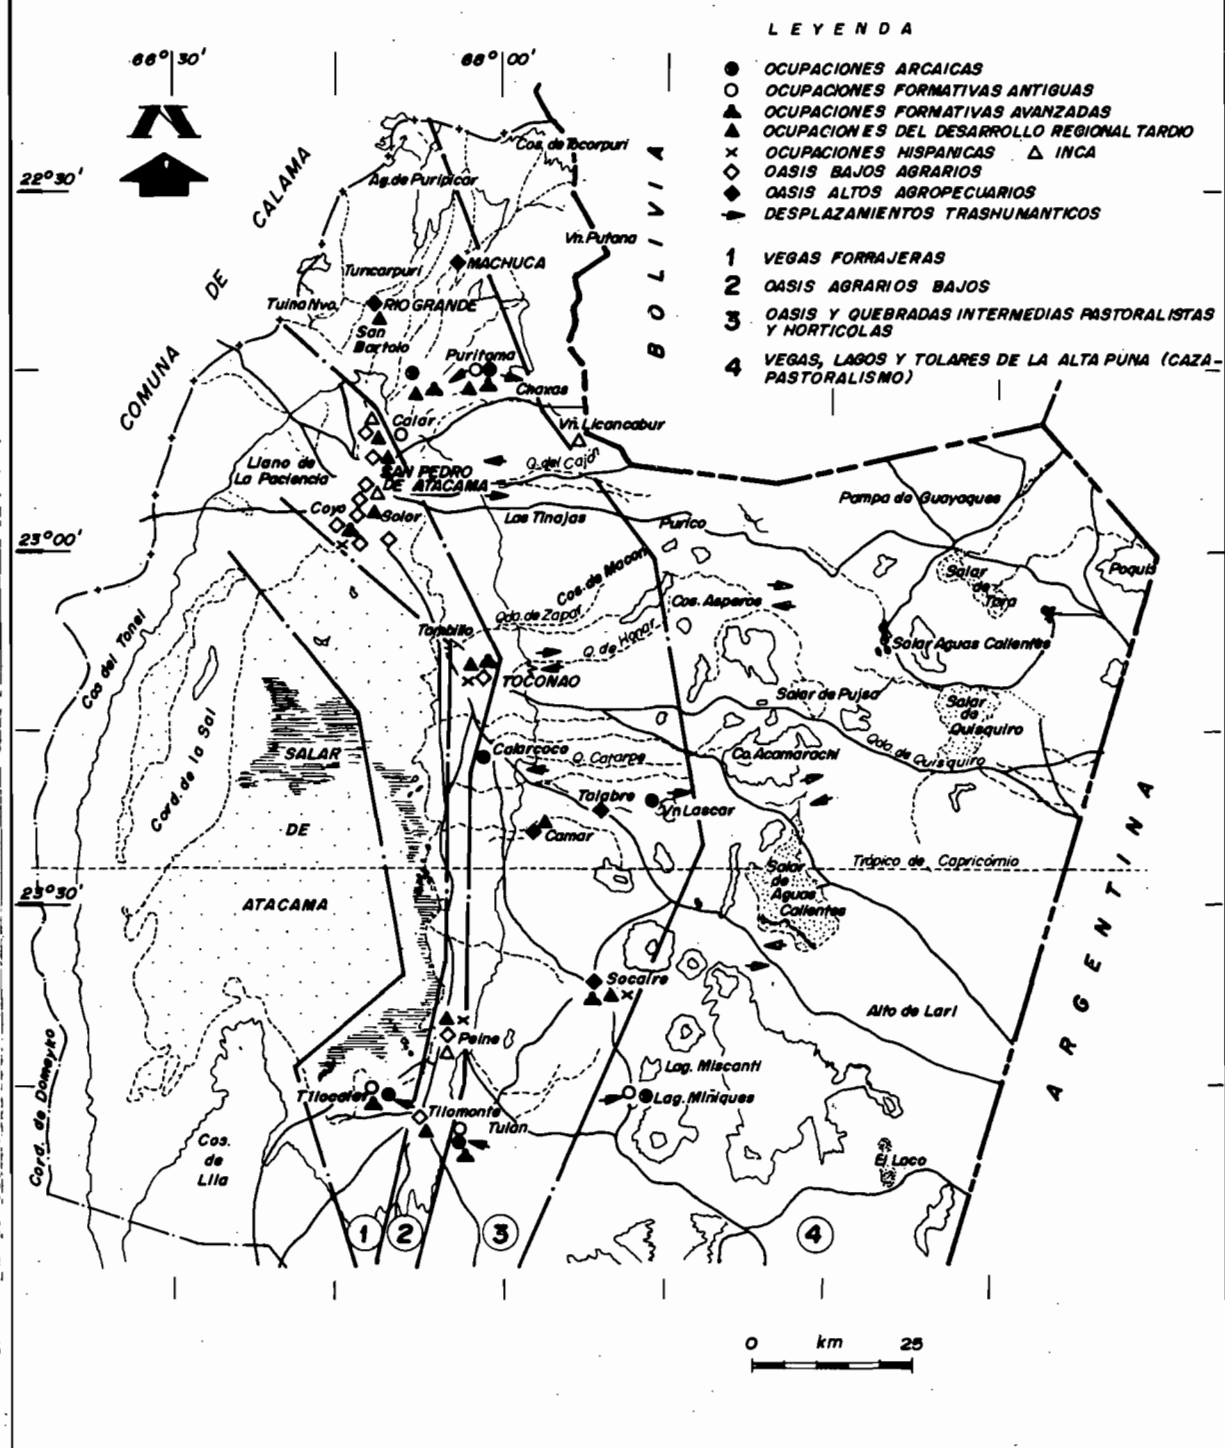 LEYENDA
66°30'
68°00'
OCUPACIONES ARCAICAS
OCUPACIONES FORMATIVAS ANTIGUAS
OCUPACIONES FORMATIVAS AVANZADAS
OCUPACIONES DEL DESARROLLO REGIONAL TARDIO
OCUPACIONES HISPANICAS INCA
OASIS BAJOS AGRARIOS
OASIS ALTOS AGROPECUARIOS
DESPLAZAMIENTOS TRASHUMANTICOS
1 VEGAS FORRAJERAS
2 OASIS AGRARIOS BAJOS
3 OASIS Y QUEBRADAS INTERMEDIAS PASTORALISTAS
Y HORTICOLAS
4 VEGAS, LAGOS Y TOLARES DE LA ALTA PUNA (CAZA-
PASTORALISMO)
22°30'
COMUNA DE CALAMA
BOLIVIA
Cos. de Tocorpuri
Ag. de Puripicar
Vn. Putana
MACHUCA
Tuncarpuri
Tuina Nvo.
RIO GRANDE
San
Bartolo
Puritama
Chaxas
Catar
Vn. Licancabur
Q. del Cajón
Llano de
La Paciencia
SAN PEDRO
DE ATACAMA
Coyo
Solor
Las Tinajas
Purico
Pampa de Guayaques
23°00'
Cos. de Macon
Salar
de
Tara
Poquis
Cos. Asperos
Qda. de Zapar
Q. de Honar
Tambillo
Salar Aguas Calientes
TOCONAO
Cos del Tonel
Salar de Pujsa
Salar
de
Quisquiro
Qda. de Quisquiro
Cord. de la Sal
SALAR
DE
ATACAMA
Catarcoco
Q. Catarpe
Co. Acamarachi
Talabre
Vn Lascar
Camar
Trópico de Capricórnio
Salar
de
Aguas
Calientes
23°30'
ARGENTINA
Socaire
Alto de Lari
Peine
Lag. Miscanti
Lag. Miñiques
Tilocalar
Tilomonte
Tulán
Cord. de Domeyko
Cos.
de
Lila
El Laco
1 2 3 4
0 km 25